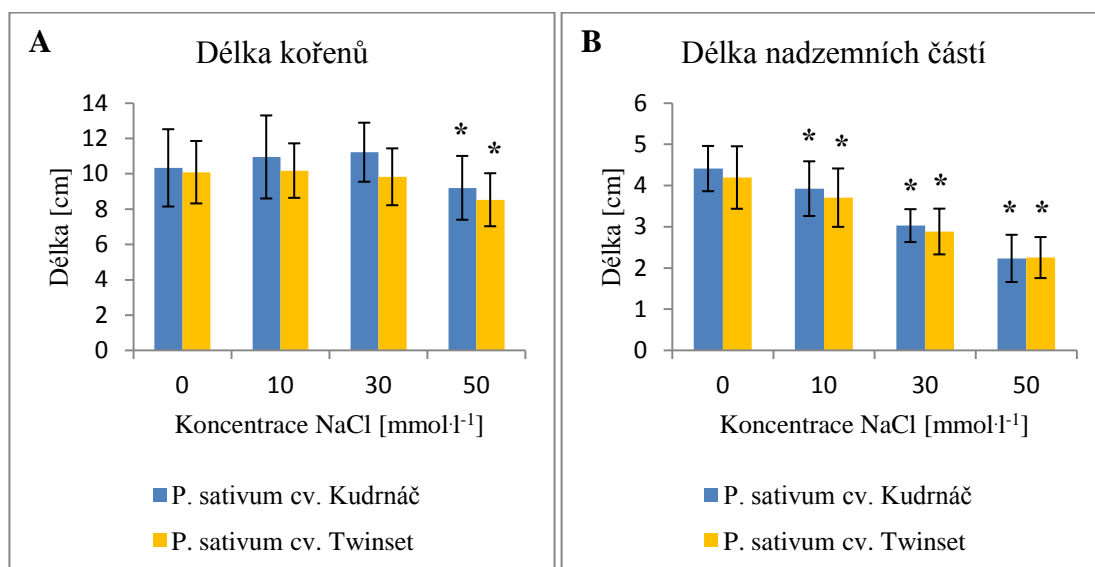 A
Délka kořenů
Délka [cm]
14
12
10
8
6
4
2
0
* *
0 10 30 50
Koncentrace NaCl [mmol·l-1]
P. sativum cv. Kudrnáč
P. sativum cv. Twinset
B
Délka nadzemních částí
Délka [cm]
6
5
4
3
2
1
0
* * * * * *
0 10 30 50
Koncentrace NaCl [mmol·l-1]
P. sativum cv. Kudrnáč
P. sativum cv. Twinset